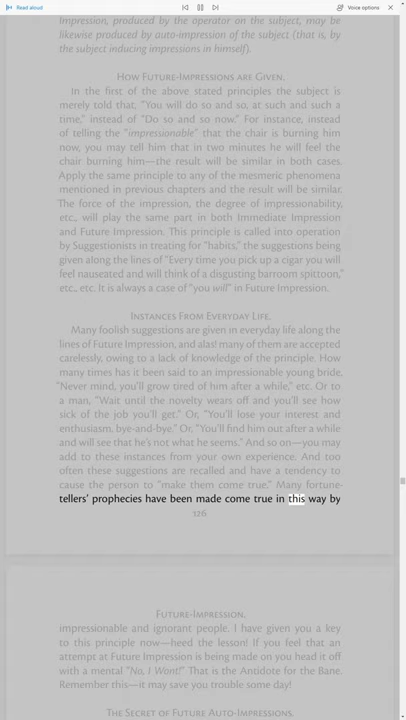 Read aloud
Voice options
Impression, produced by the operator on the subject, may be
likewise produced by auto-impression of the subject (that is, by
the subject inducing impressions in himself).
How Future-Impressions are Given.
In the first of the above stated principles the subject is
merely told that, "You will do so and so, at such and such a
time," instead of "Do so and so now." For instance, instead
of telling the "impressionable" that the chair is burning him
now, you may tell him that in two minutes he will feel the
chair burning him—the result will be similar in both cases.
Apply the same principle to any of the mesmeric phenomena
mentioned in previous chapters and the result will be similar.
The force of the impression, the degree of impressionability,
etc., will play the same part in both Immediate Impression
and Future Impression. This principle is called into operation
by Suggestionists in treating for "habits," the suggestions being
given along the lines of "Every time you pick up a cigar you will
feel nauseated and will think of a disgusting barroom spittoon,"
etc., etc. It is always a case of "you will" in Future Impression.
Instances From Everyday Life.
Many foolish suggestions are given in everyday life along the
lines of Future Impression, and alas! many of them are accepted
carelessly, owing to a lack of knowledge of the principle. How
many times has it been said to an impressionable young bride,
"Never mind, you'll grow tired of him after a while," etc. Or to
a man, "Wait until the novelty wears off and you'll see how
sick of the job you'll get." Or, "You'll lose your interest and
enthusiasm, bye-and-bye." Or, "You'll find him out after a while
and will see that he's not what he seems." And so on—you may
add to these instances from your own experience. And too
often these suggestions are recalled and have a tendency to
cause the person to "make them come true." Many fortune-
tellers' prophecies have been made come true in this way by
126
Future-Impression.
impressionable and ignorant people. I have given you a key
to this principle now—heed the lesson! If you feel that an
attempt at Future Impression is being made on you head it off
with a mental "No, I Wont!" That is the Antidote for the Bane.
Remember this—it may save you trouble some day!
The Secret of Future Auto-Impressions.